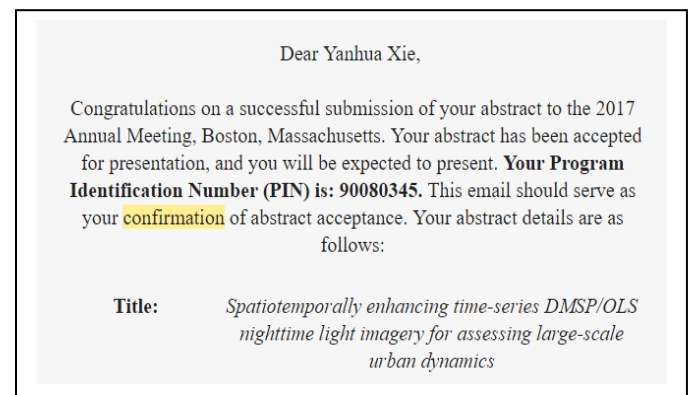 Dear Yanhua Xie,
Congratulations on a successful submission of your abstract to the 2017
Annual Meeting, Boston, Massachusetts. Your abstract has been accepted
for presentation, and you will be expected to present. Your Program
Identification Number (PIN) is: 90080345. This email should serve as
your confirmation of abstract acceptance. Your abstract details are as
follows:
Title: Spatiotemporally enhancing time-series DMSP/OLS
nighttime light imagery for assessing large-scale
urban dynamics